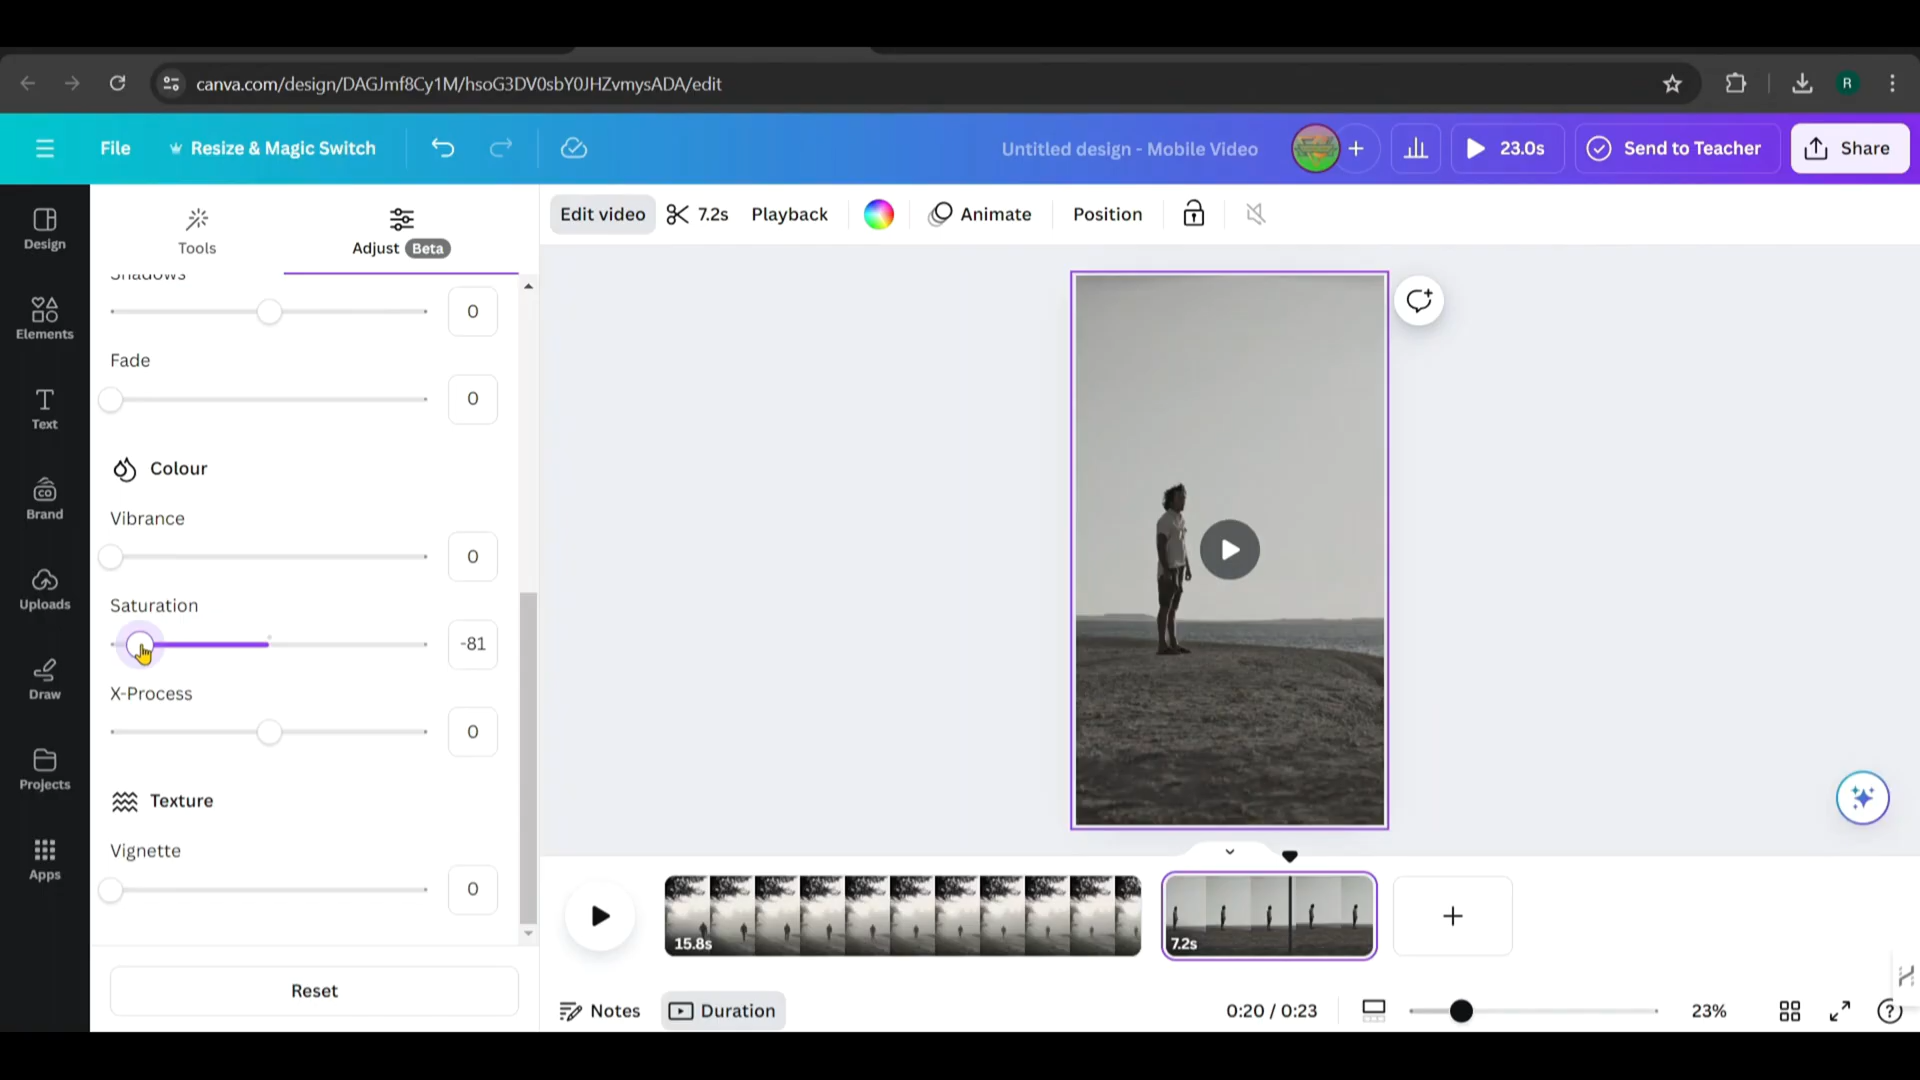 canva.com/design/DAGJmf8Cy1M/hsoG3DV0sbY0JHZvmysADA/edit
R
File
Resize & Magic Switch
Untitled design - Mobile Video
23.0s
Send to Teacher
Share
Design
Elements
Text
Brand
Uploads
Draw
Projects
Apps
Tools
Adjust Beta
Shadows
0
Fade
0
Colour
Vibrance
0
Saturation
-81
X-Process
0
Texture
Vignette
0
Reset
Edit video
7.2s
Playback
Animate
Position
15.8s
7.2s
Notes
Duration
0:20 / 0:23
23%